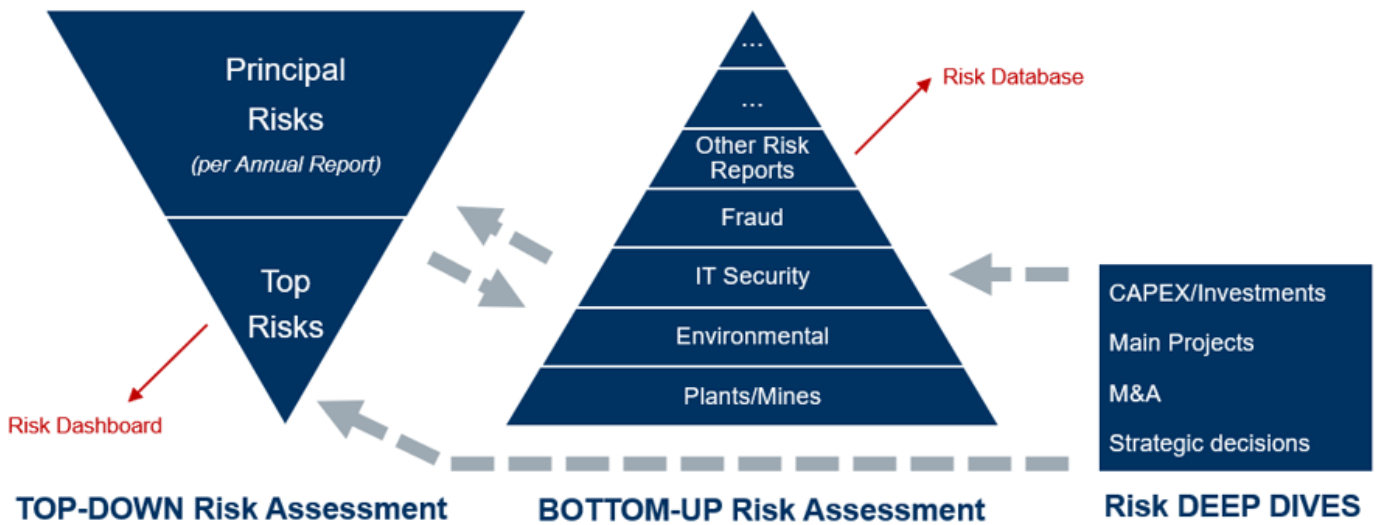 Principal
Risks
(per Annual Report)
Top
Risks
Risk Dashboard
TOP-DOWN Risk Assessment
...
...
Other Risk
Reports
Fraud
IT Security
Environmental
Plants/Mines
Risk Database
BOTTOM-UP Risk Assessment
CAPEX/Investments
Main Projects
M&A
Strategic decisions
Risk DEEP DIVES